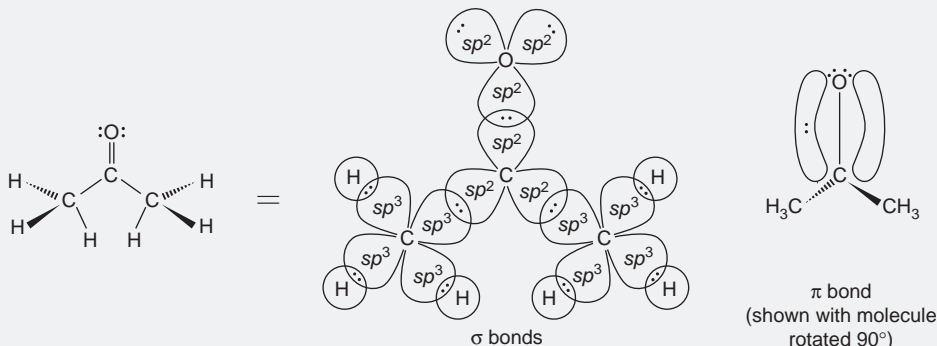 :O:
H
C
C
C
H
H
H
H
H
=
sp2
sp2
O
sp2
sp2
C
sp2
sp2
H
sp3
sp3
C
sp3
sp3
H
H
sp3
H
sp3
C
sp3
sp3
H
H
σ bonds
O
C
H3C
CH3
π bond
(shown with molecule
rotated 90°)